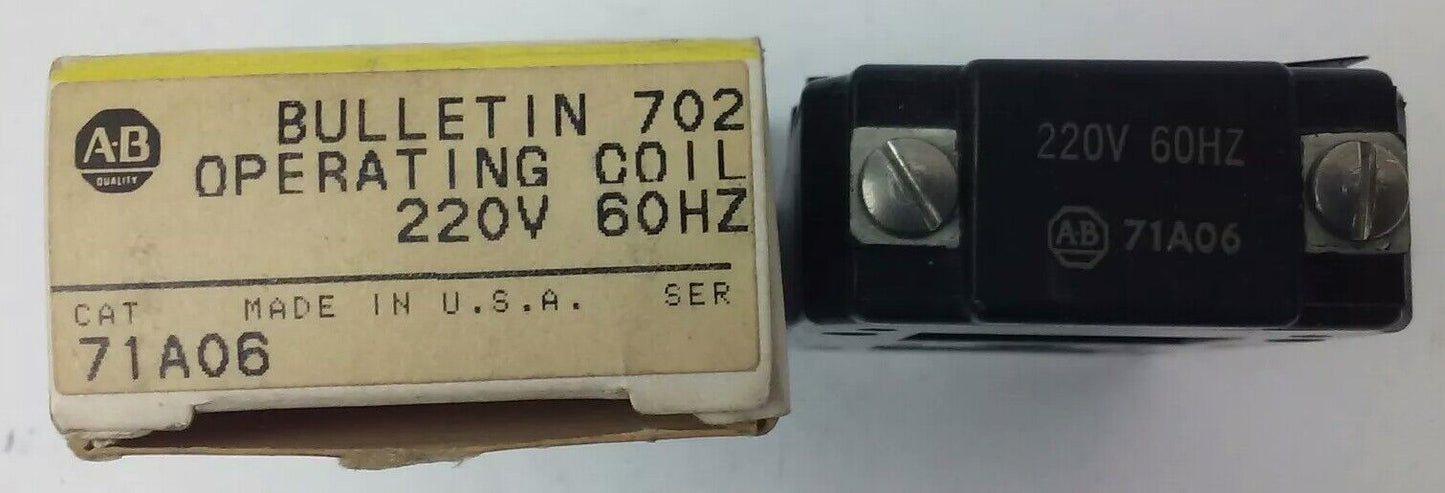 A-B
QUALITY
BULLETIN 702
OPERATING COIL
220V 60HZ
CAT MADE IN U.S.A. SER
71A06
220V 60HZ
AB 71A06